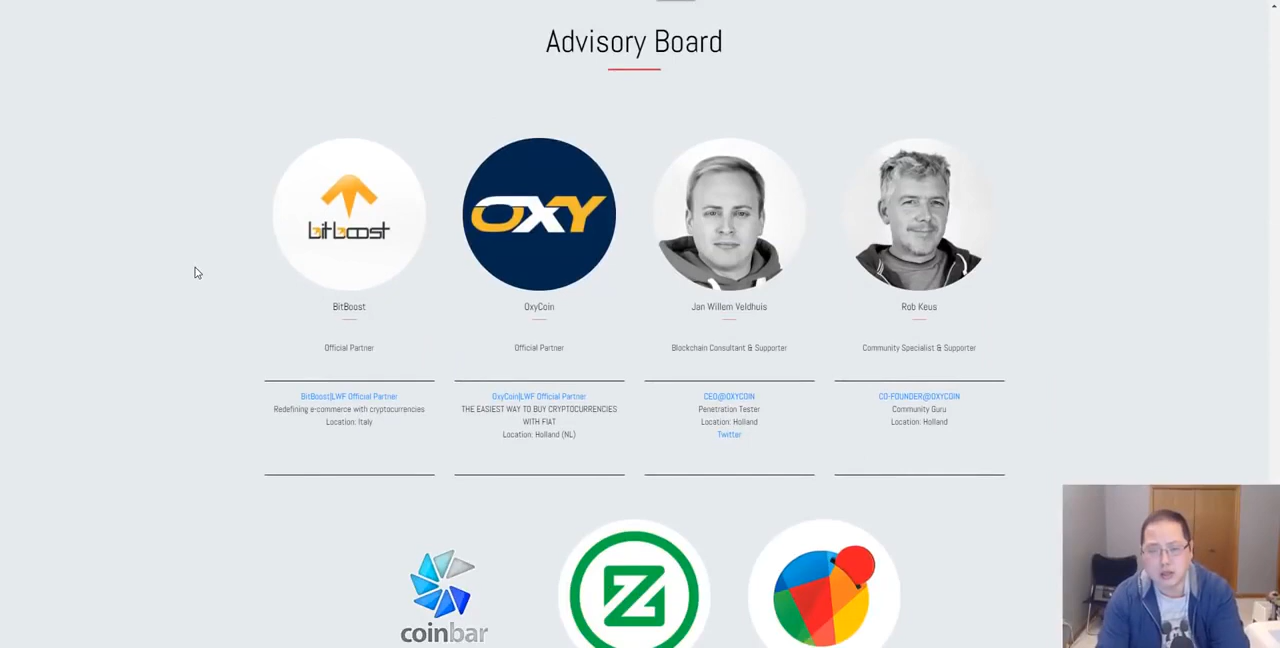 Advisory Board
bitboost
OXY
BitBoost
OxyCoin
Jan Willem Veldhuis
Rob Keus
Official Partner
Official Partner
Blockchain Consultant & Supporter
Community Specialist & Supporter
BitBoost|LWF Official Partner
Redefining e-commerce with cryptocurrencies
Location: Italy
OxyCoin|LWF Official Partner
THE EASIEST WAY TO BUY CRYPTOCURRENCIES
WITH FIAT
Location: Holland (NL)
CEO@OXYCOIN
Penetration Tester
Location: Holland
Twitter
CO-FOUNDER@OXYCOIN
Community Guru
Location: Holland
coinbar
Z